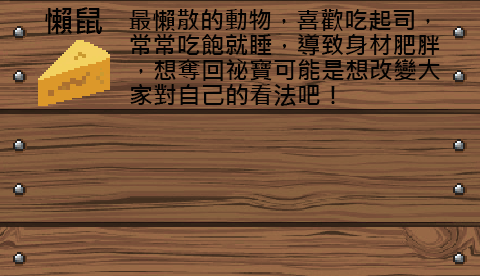 懶鼠
最懶散的動物，喜歡吃起司，
常常吃飽就睡，導致身材肥胖
，想奪回祕寶可能是想改變大
家對自己的看法吧！